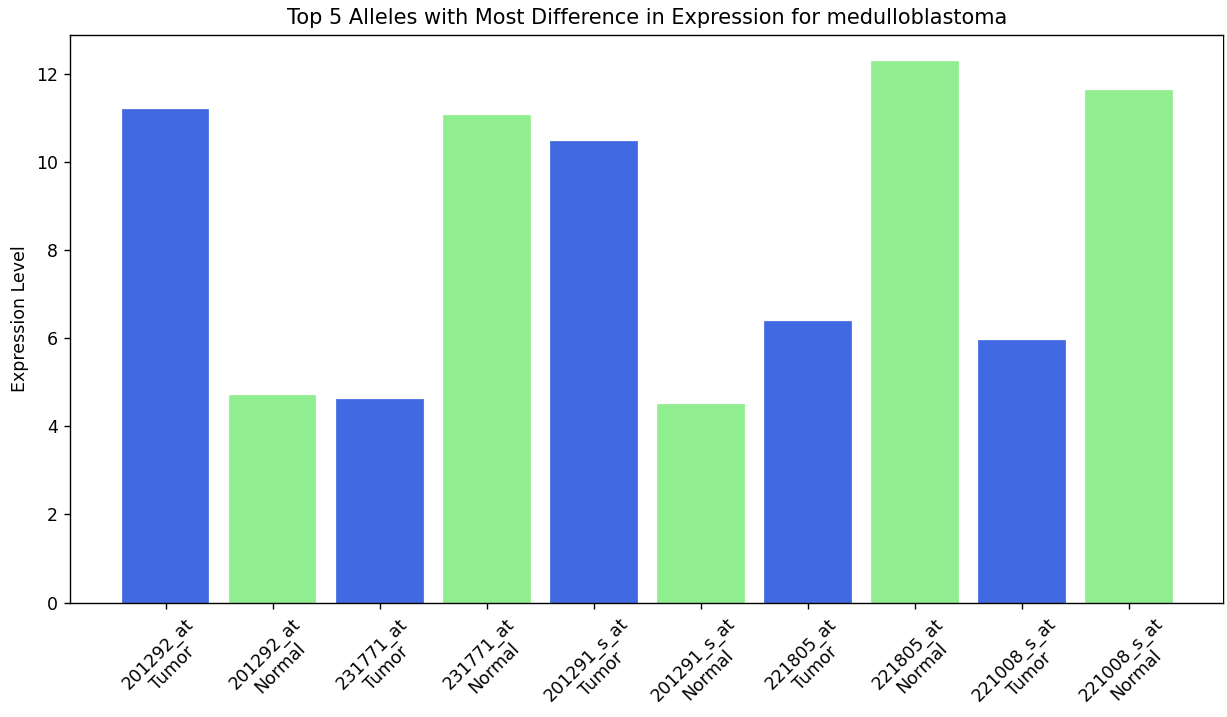 Top 5 Alleles with Most Difference in Expression for medulloblastoma
Expression Level
12
10
8
6
4
2
0
201292_at
Tumor
201292_at
Normal
231771_at
Tumor
231771_at
Normal
201291_s_at
Tumor
201291_s_at
Normal
221805_at
Tumor
221805_at
Normal
221008_s_at
Tumor
221008_s_at
Normal